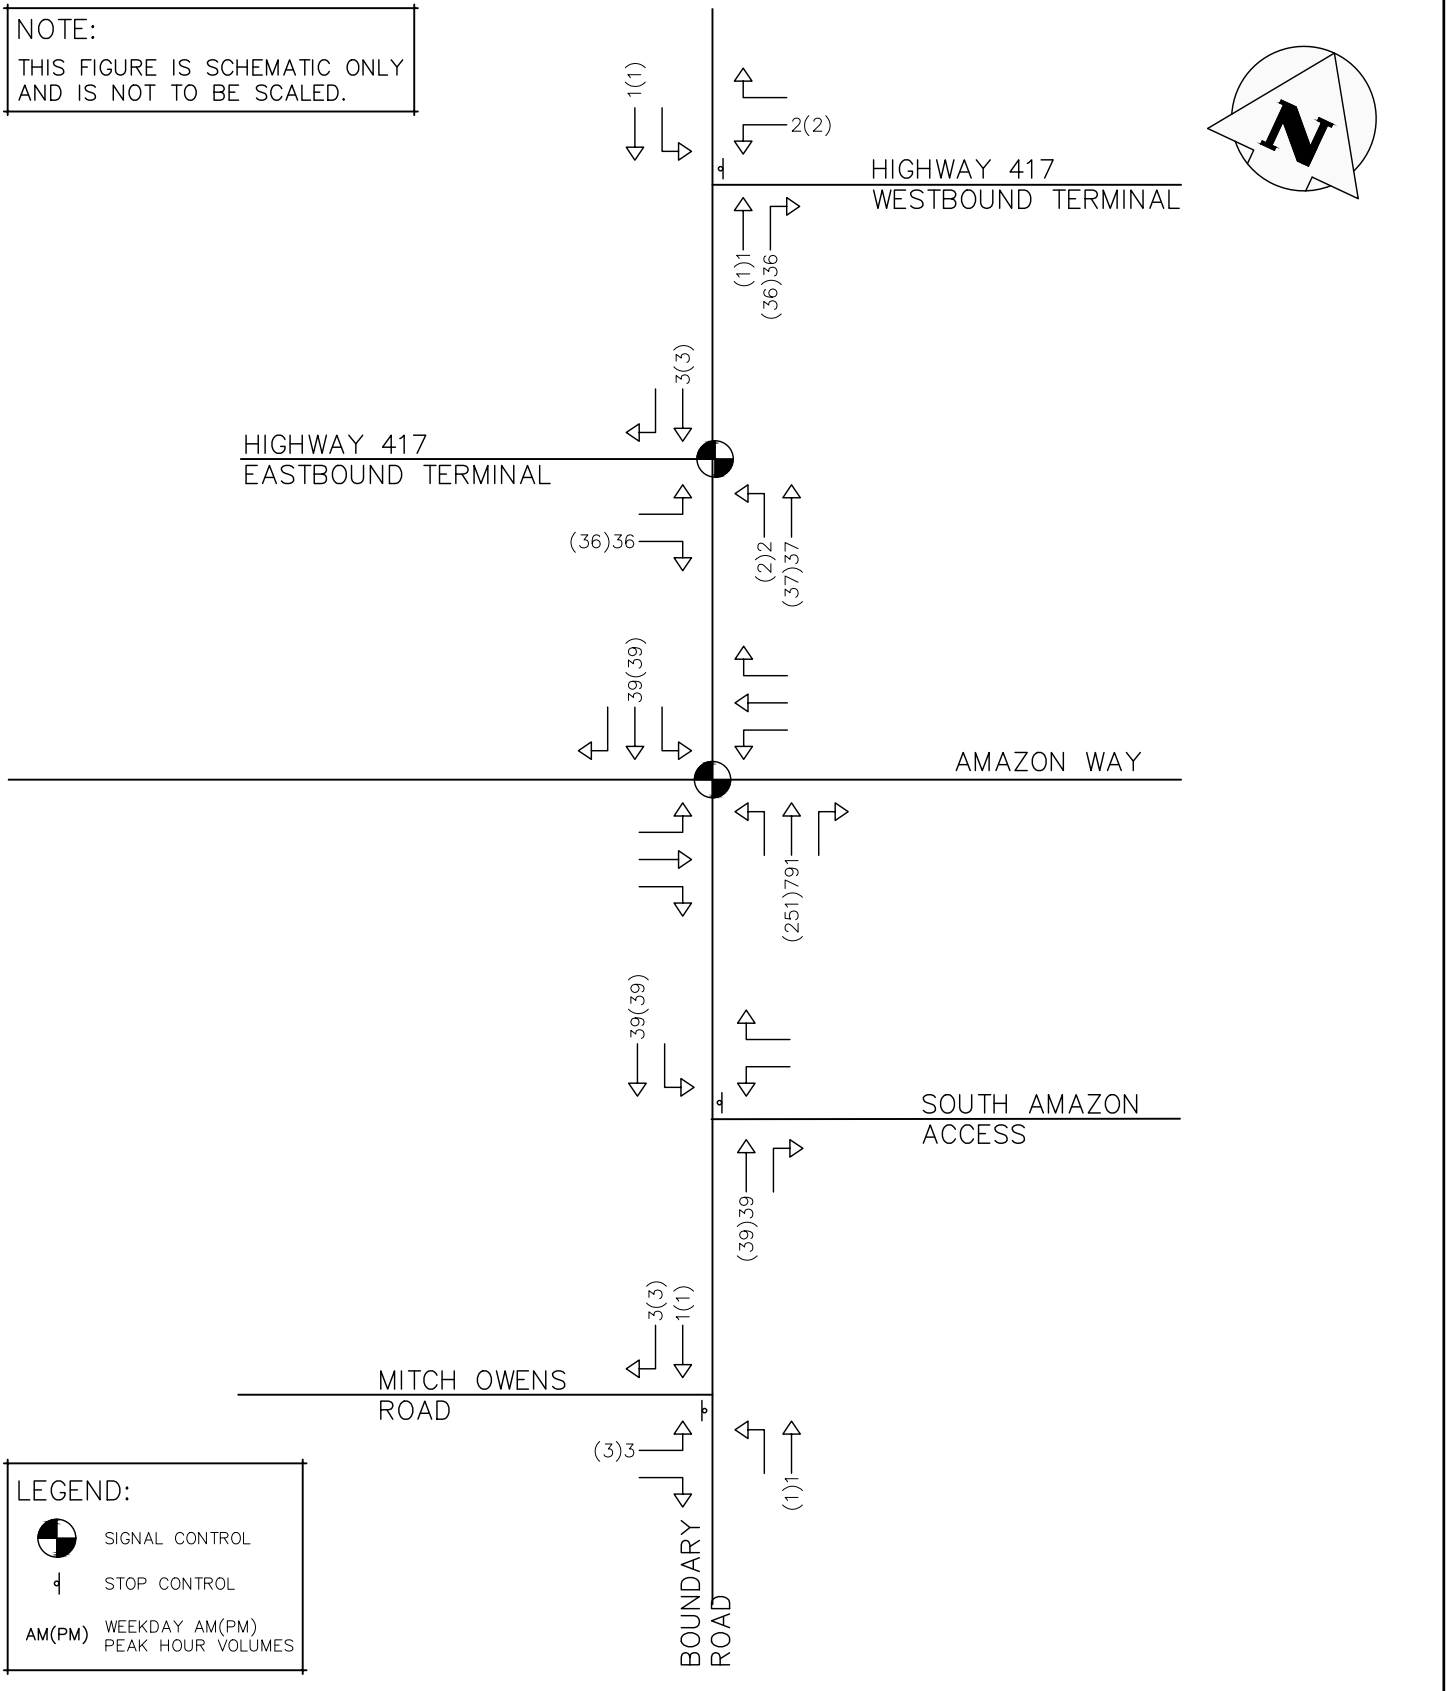 NOTE:
THIS FIGURE IS SCHEMATIC ONLY
AND IS NOT TO BE SCALED.
N
1(1)
2(2)
HIGHWAY 417
WESTBOUND TERMINAL
(1)1
(36)36
3(3)
HIGHWAY 417
EASTBOUND TERMINAL
(36)36
(2)2
(37)37
39(39)
AMAZON WAY
(251)791
39(39)
SOUTH AMAZON
ACCESS
(39)39
3(3)
1(1)
MITCH OWENS
ROAD
(3)3
(1)1
BOUNDARY
ROAD
LEGEND:
SIGNAL CONTROL
STOP CONTROL
AM(PM)
WEEKDAY AM(PM)
PEAK HOUR VOLUMES